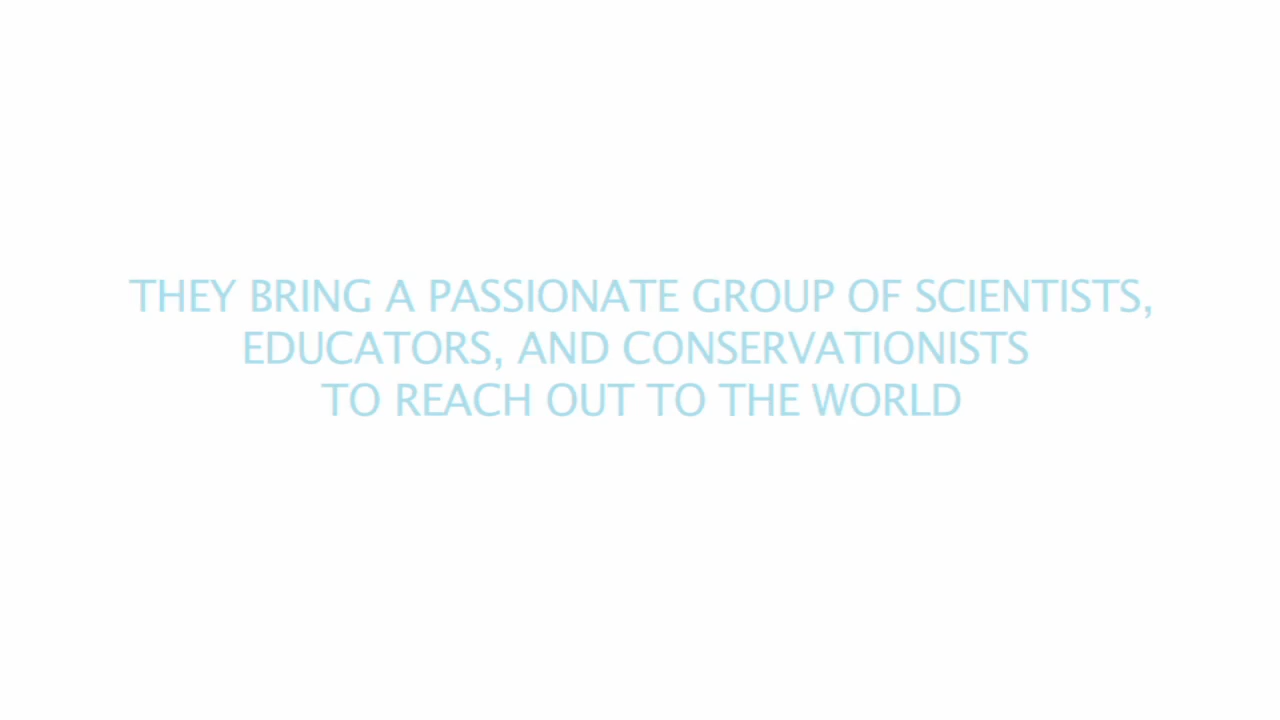 THEY BRING A PASSIONATE GROUP OF SCIENTISTS,
EDUCATORS, AND CONSERVATIONISTS
TO REACH OUT TO THE WORLD